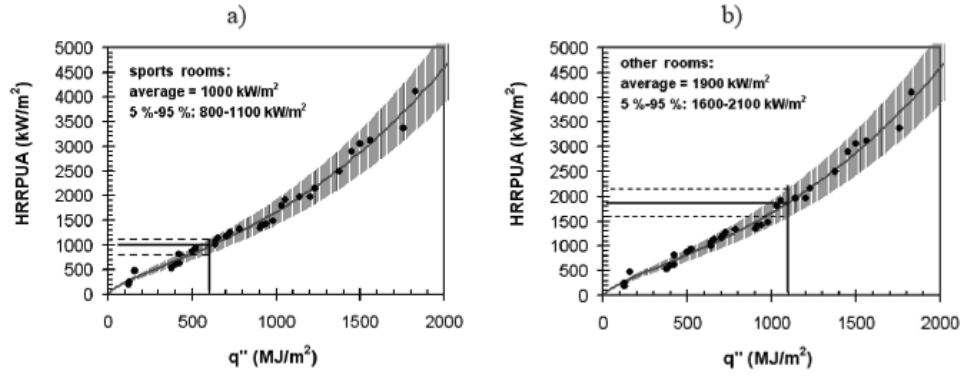 a)
5000
4500
4000
3500
3000
2500
2000
1500
1000
500
0
HRRPUA (kW/m²)
sports rooms:
average = 1000 kW/m²
5 %-95 %: 800-1100 kW/m²
0 500 1000 1500 2000
q" (MJ/m²)
b)
5000
4500
4000
3500
3000
2500
2000
1500
1000
500
0
HRRPUA (kW/m²)
other rooms:
average = 1900 kW/m²
5 %-95 %: 1600-2100 kW/m²
0 500 1000 1500 2000
q" (MJ/m²)